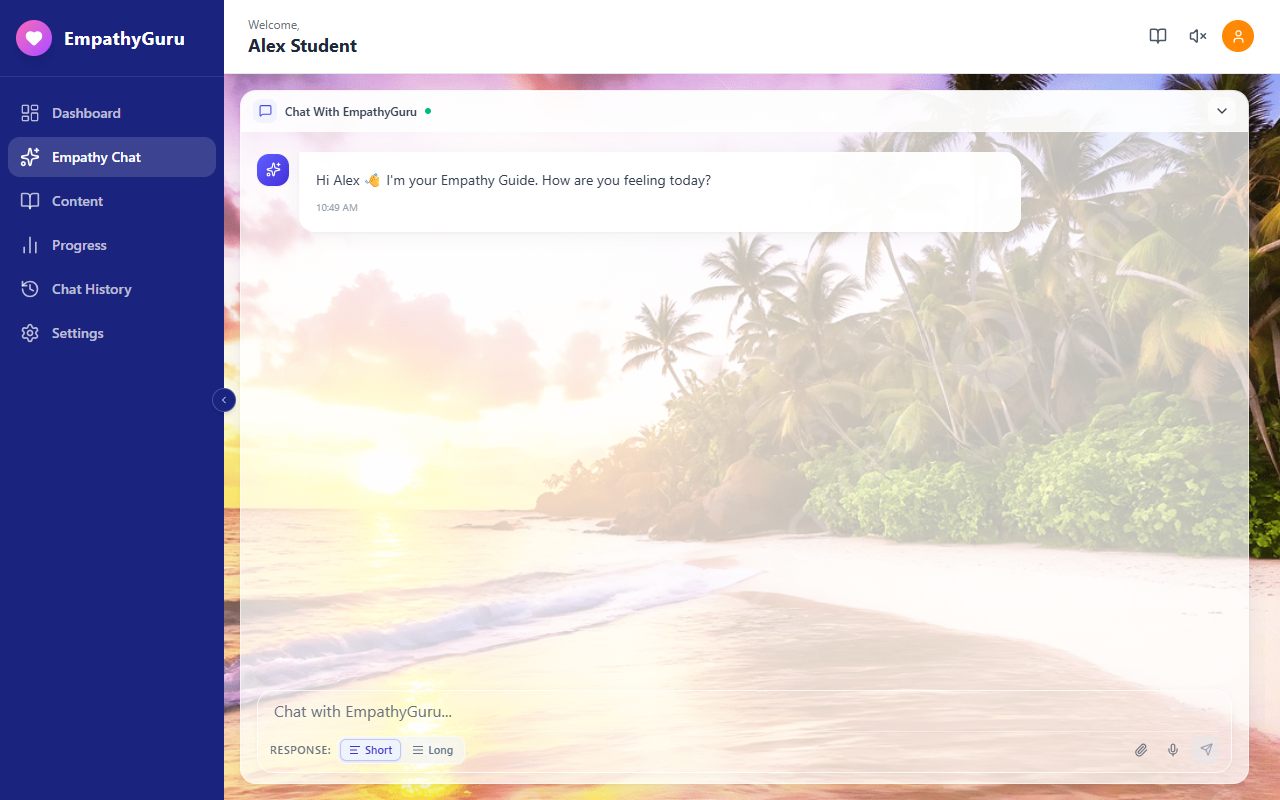 EmpathyGuru
Dashboard
Empathy Chat
Content
Progress
Chat History
Settings
Welcome,
Alex Student
Chat With EmpathyGuru
Hi Alex 👋 I'm your Empathy Guide. How are you feeling today?
10:49 AM
Chat with EmpathyGuru...
RESPONSE: Short Long